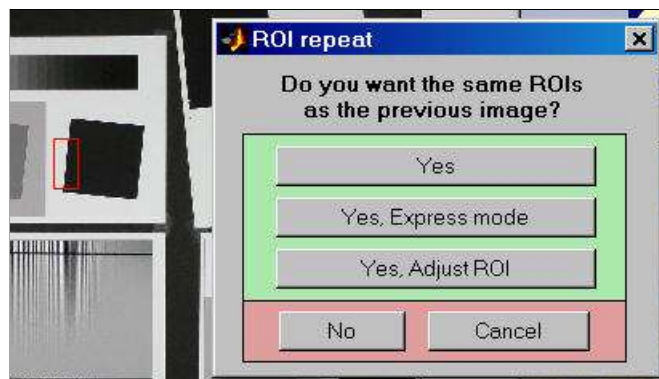 ROI repeat
Do you want the same ROIs
as the previous image?
Yes
Yes, Express mode
Yes, Adjust ROI
No
Cancel